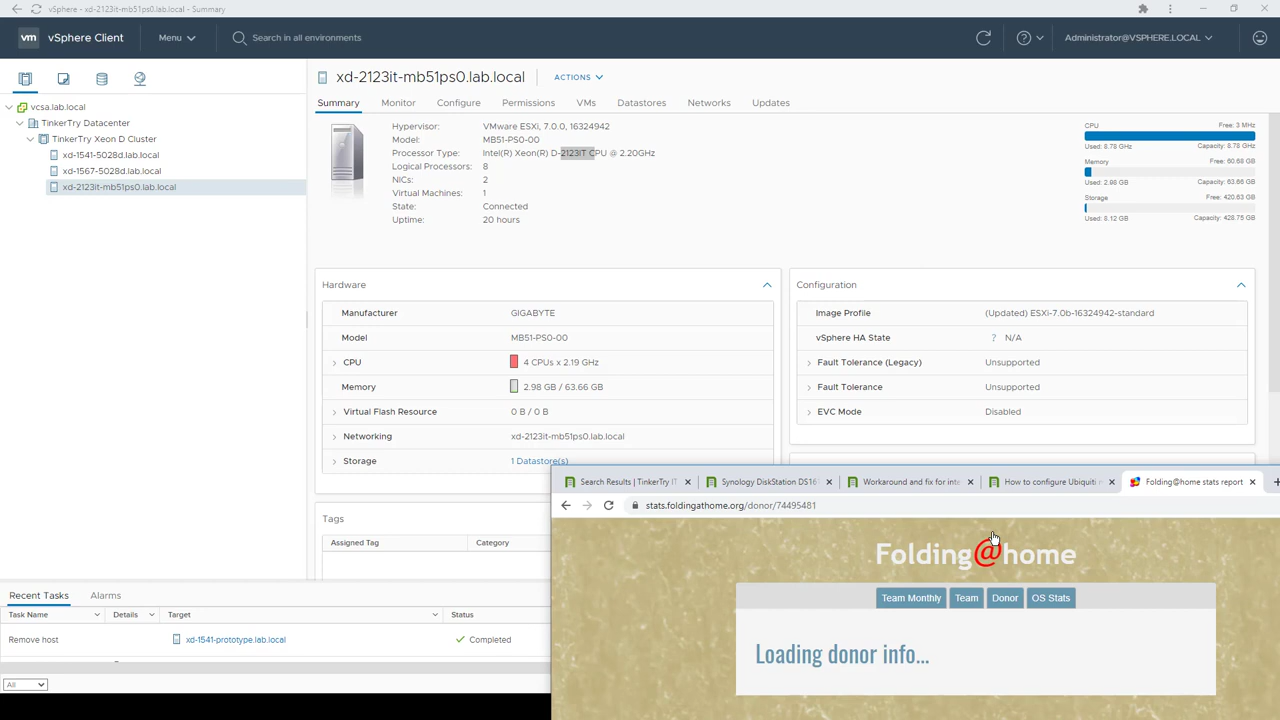 vSphere - xd-2123it-mb51ps0.lab.local - Summary
vm vSphere Client Menu Search in all environments Administrator@VSPHERE.LOCAL
vcsa.lab.local
TinkerTry Datacenter
TinkerTry Xeon D Cluster
xd-1541-5028d.lab.local
xd-1567-5028d.lab.local
xd-2123it-mb51ps0.lab.local
xd-2123it-mb51ps0.lab.local ACTIONS
Summary Monitor Configure Permissions VMs Datastores Networks Updates
Hypervisor: VMware ESXi, 7.0.0, 16324942
Model: MB51-PS0-00
Processor Type: Intel(R) Xeon(R) D-2123IT CPU @ 2.20GHz
Logical Processors: 8
NICs: 2
Virtual Machines: 1
State: Connected
Uptime: 20 hours
CPU Free: 3 MHz
Used: 8.78 GHz Capacity: 8.78 GHz
Memory Free: 60.68 GB
Used: 2.98 GB Capacity: 63.66 GB
Storage Free: 420.63 GB
Used: 8.12 GB Capacity: 428.75 GB
Hardware
Manufacturer GIGABYTE
Model MB51-PS0-00
CPU 4 CPUs x 2.19 GHz
Memory 2.98 GB / 63.66 GB
Virtual Flash Resource 0 B / 0 B
Networking xd-2123it-mb51ps0.lab.local
Storage 1 Datastore(s)
Configuration
Image Profile (Updated) ESXi-7.0b-16324942-standard
vSphere HA State ? N/A
Fault Tolerance (Legacy) Unsupported
Fault Tolerance Unsupported
EVC Mode Disabled
Tags
Assigned Tag Category
Recent Tasks Alarms
Task Name Details Target Status
Remove host xd-1541-prototype.lab.local Completed
All
Search Results | TinkerTry IT Synology DiskStation DS16 Workaround and fix for inte How to configure Ubiquiti n Folding@home stats report
stats.foldingathome.org/donor/74495481
Folding@home
Team Monthly Team Donor OS Stats
Loading donor info...